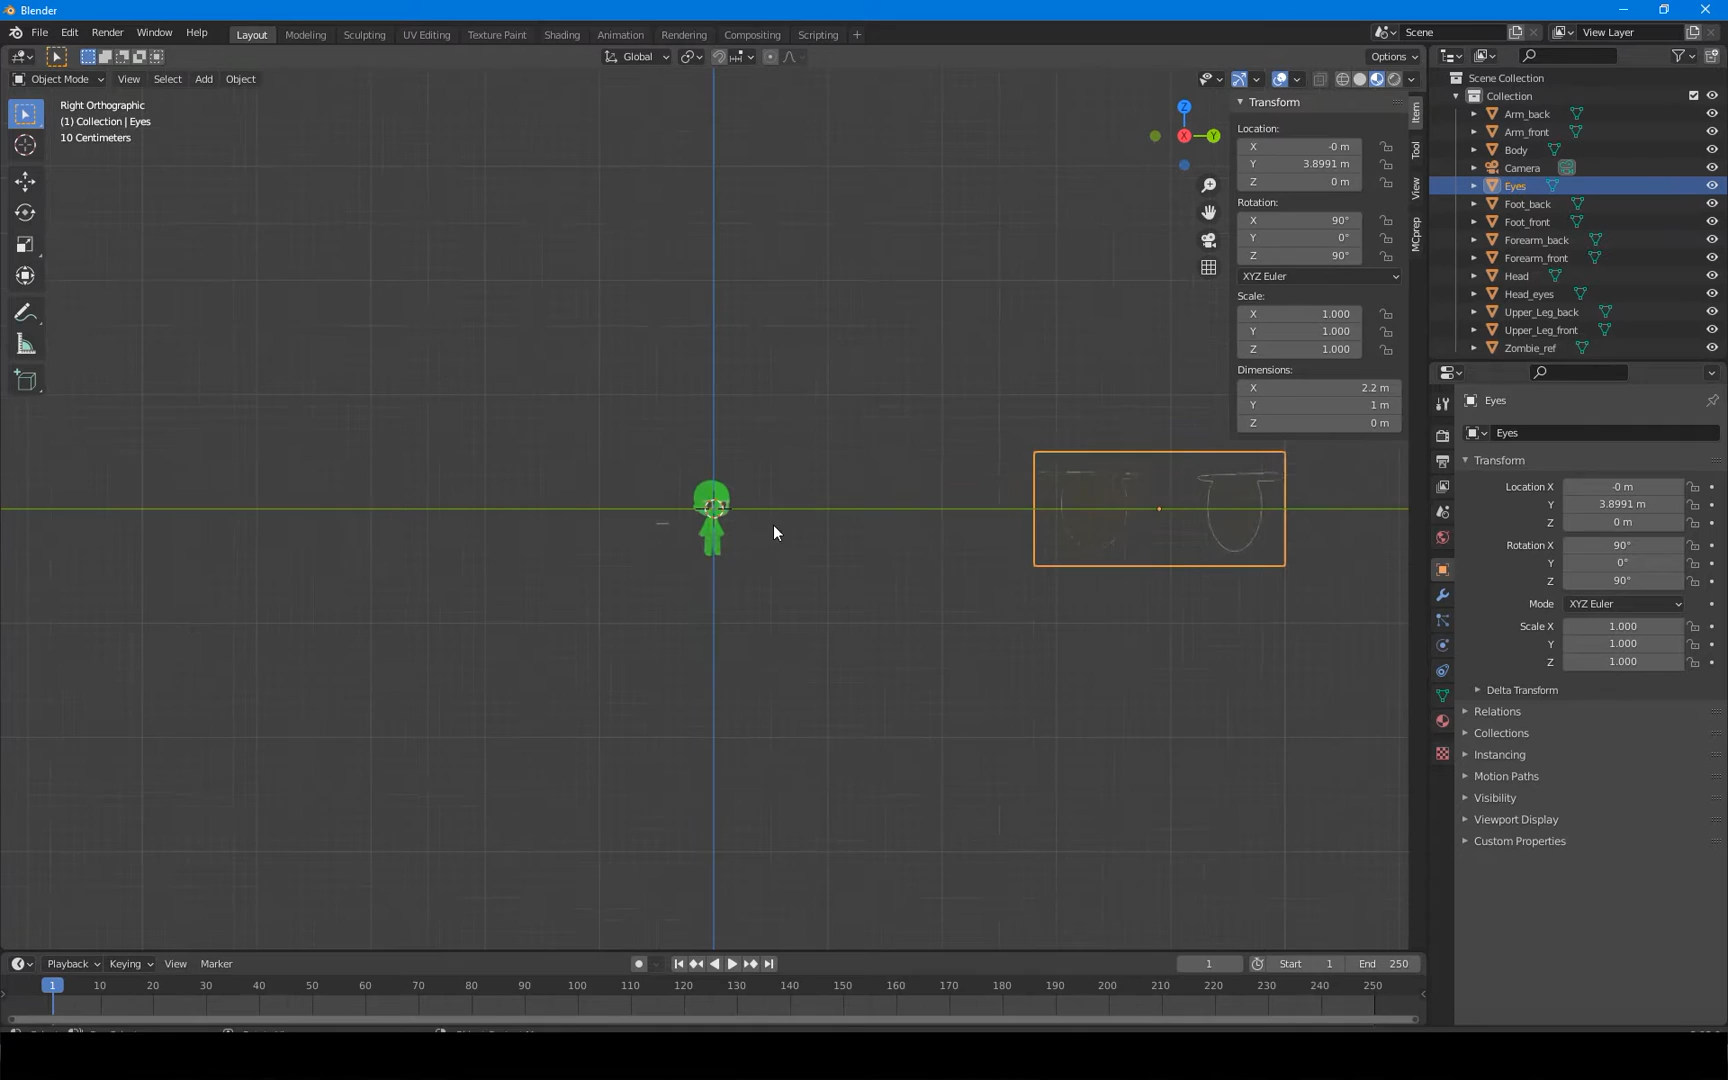 Blender
File Edit Render Window Help Layout Modeling Sculpting UV Editing Texture Paint Shading Animation Rendering Compositing Scripting + Scene View Layer
Global Options
Object Mode View Select Add Object
Right Orthographic
(1) Collection | Eyes
10 Centimeters
Z
X
Y
Transform
Location:
X -0 m
Y 3.8991 m
Z 0 m
Rotation:
X 90°
Y 0°
Z 90°
XYZ Euler
Scale:
X 1.000
Y 1.000
Z 1.000
Dimensions:
X 2.2 m
Y 1 m
Z 0 m
Item
Tool
View
MCprep
Scene Collection
Collection
Arm_back
Arm_front
Body
Camera
Eyes
Foot_back
Foot_front
Forearm_back
Forearm_front
Head
Head_eyes
Upper_Leg_back
Upper_Leg_front
Zombie_ref
Eyes
Eyes
Transform
Location X -0 m
Y 3.8991 m
Z 0 m
Rotation X 90°
Y 0°
Z 90°
Mode XYZ Euler
Scale X 1.000
Y 1.000
Z 1.000
Delta Transform
Relations
Collections
Instancing
Motion Paths
Visibility
Viewport Display
Custom Properties
Playback Keying View Marker 1 Start 1 End 250
1 10 20 30 40 50 60 70 80 90 100 110 120 130 140 150 160 170 180 190 200 210 220 230 240 250